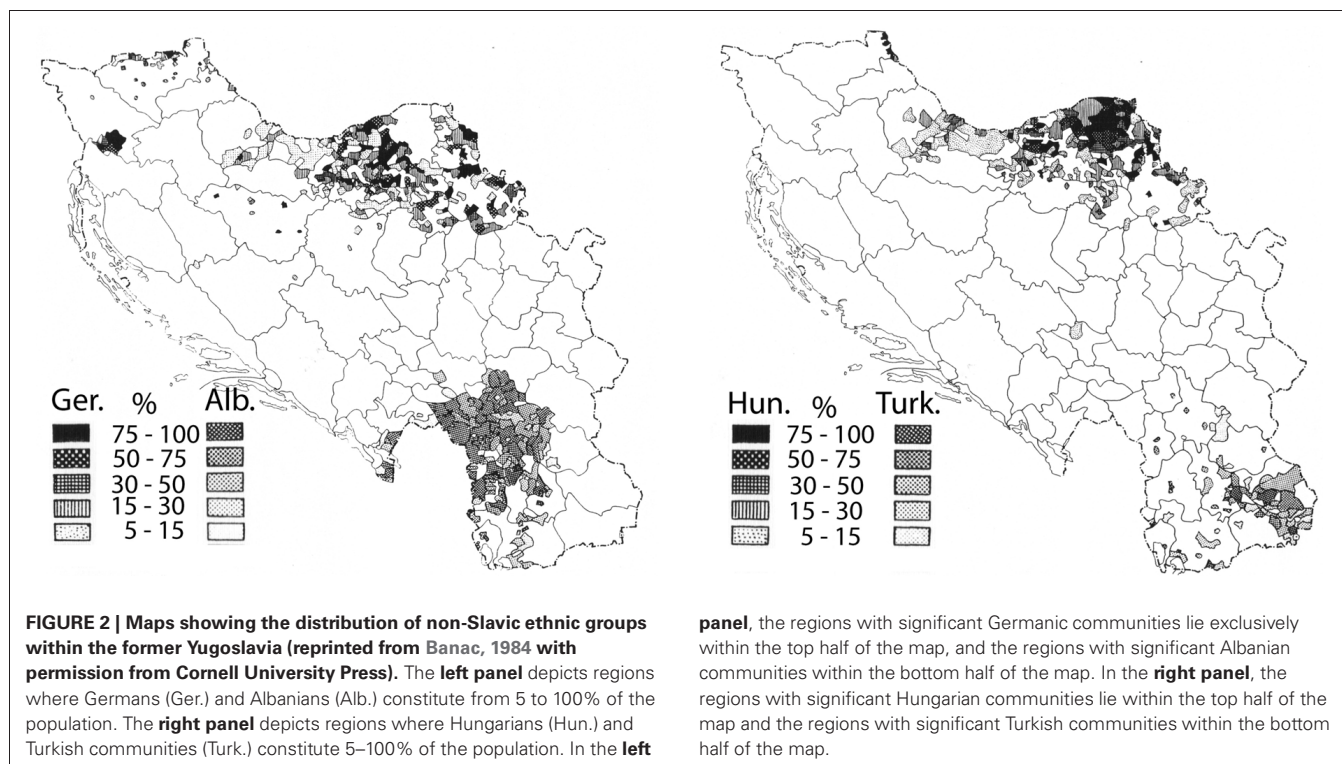 Ger. % Alb.
75 - 100
50 - 75
30 - 50
15 - 30
5 - 15
Hun. % Turk.
75 - 100
50 - 75
30 - 50
15 - 30
5 - 15
FIGURE 2 | Maps showing the distribution of non-Slavic ethnic groups
within the former Yugoslavia (reprinted from Banac, 1984 with
permission from Cornell University Press). The left panel depicts regions
where Germans (Ger.) and Albanians (Alb.) constitute from 5 to 100% of the
population. The right panel depicts regions where Hungarians (Hun.) and
Turkish communities (Turk.) constitute 5–100% of the population. In the left
panel, the regions with significant Germanic communities lie exclusively
within the top half of the map, and the regions with significant Albanian
communities within the bottom half of the map. In the right panel, the
regions with significant Hungarian communities lie within the top half of the
map and the regions with significant Turkish communities within the bottom
half of the map.